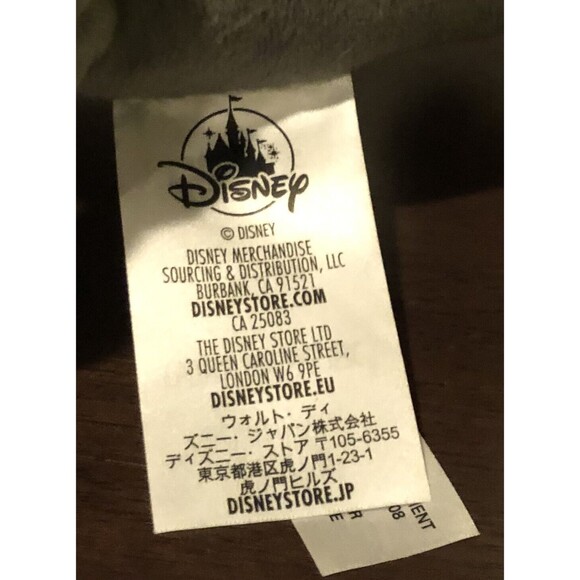 Disney
© DISNEY
DISNEY MERCHANDISE
SOURCING & DISTRIBUTION, LLC
BURBANK, CA 91521
DISNEYSTORE.COM
CA 25083
THE DISNEY STORE LTD
3 QUEEN CAROLINE STREET,
LONDON W6 9PE
DISNEYSTORE.EU
ウォルト・ディ
ズニー・ジャパン株式会社
ディズニー・ストア 〒105-6355
東京都港区虎ノ門1-23-1
虎ノ門ヒルズ
DISNEYSTORE.JP
MENT
08
R
E